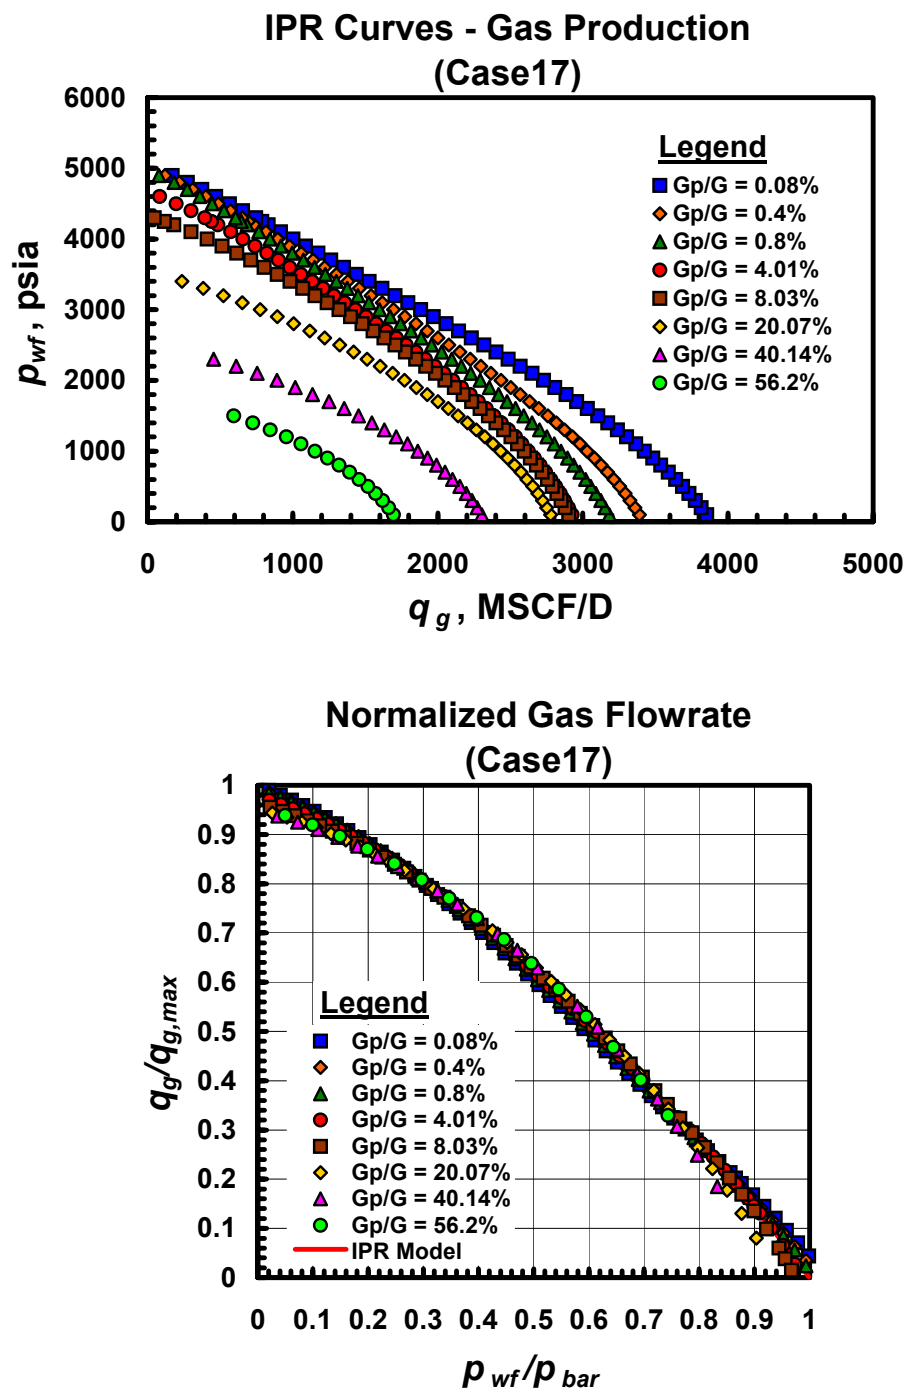 IPR Curves - Gas Production
(Case17)
6000
5000
4000
3000
2000
1000
0
p_wf, psia
Legend
Gp/G = 0.08%
Gp/G = 0.4%
Gp/G = 0.8%
Gp/G = 4.01%
Gp/G = 8.03%
Gp/G = 20.07%
Gp/G = 40.14%
Gp/G = 56.2%
0 1000 2000 3000 4000 5000
q_g, MSCF/D
Normalized Gas Flowrate
(Case17)
1
0.9
0.8
0.7
0.6
0.5
0.4
0.3
0.2
0.1
0
q_g/q_g,max
Legend
Gp/G = 0.08%
Gp/G = 0.4%
Gp/G = 0.8%
Gp/G = 4.01%
Gp/G = 8.03%
Gp/G = 20.07%
Gp/G = 40.14%
Gp/G = 56.2%
IPR Model
0 0.1 0.2 0.3 0.4 0.5 0.6 0.7 0.8 0.9 1
p_wf/p_bar